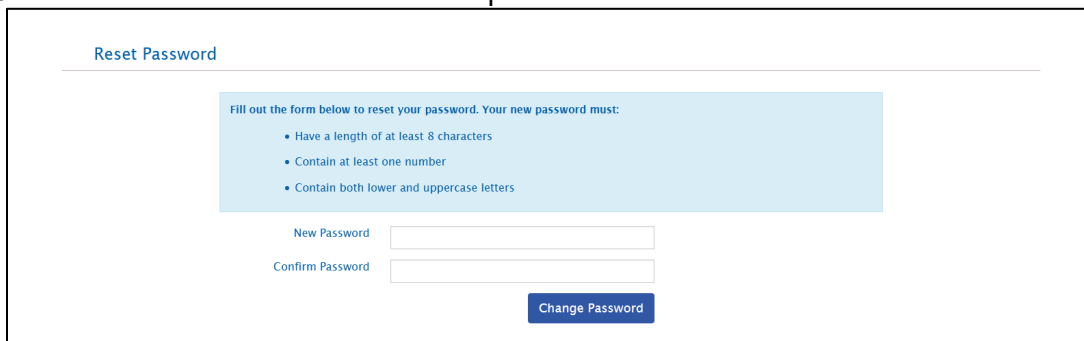 Reset Password
Fill out the form below to reset your password. Your new password must:
• Have a length of at least 8 characters
• Contain at least one number
• Contain both lower and uppercase letters
New Password
Confirm Password
Change Password